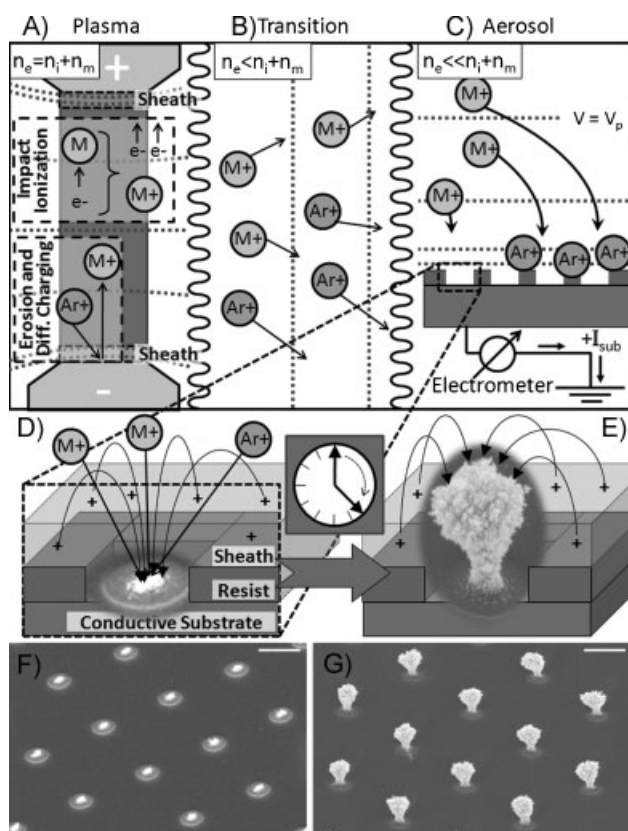 A) Plasma B) Transition C) Aerosol
nₑ=nᵢ+nₘ
nₑ<nᵢ+nₘ
nₑ<<nᵢ+nₘ
+
Sheath
Impact
Ionization
M
e-
e- e-
M+
Erosion and
Diff. Charging
M+
Ar+
Sheath
-
M+
M+
M+
Ar+
Ar+
M+
M+
M+
V = Vₚ
Ar+ Ar+ Ar+
+Iₛᵤb
Electrometer
D)
M+ M+ Ar+
+ + + +
+ +
Sheath
Resist
Conductive Substrate
E)
+ + + +
+ +
F)
G)